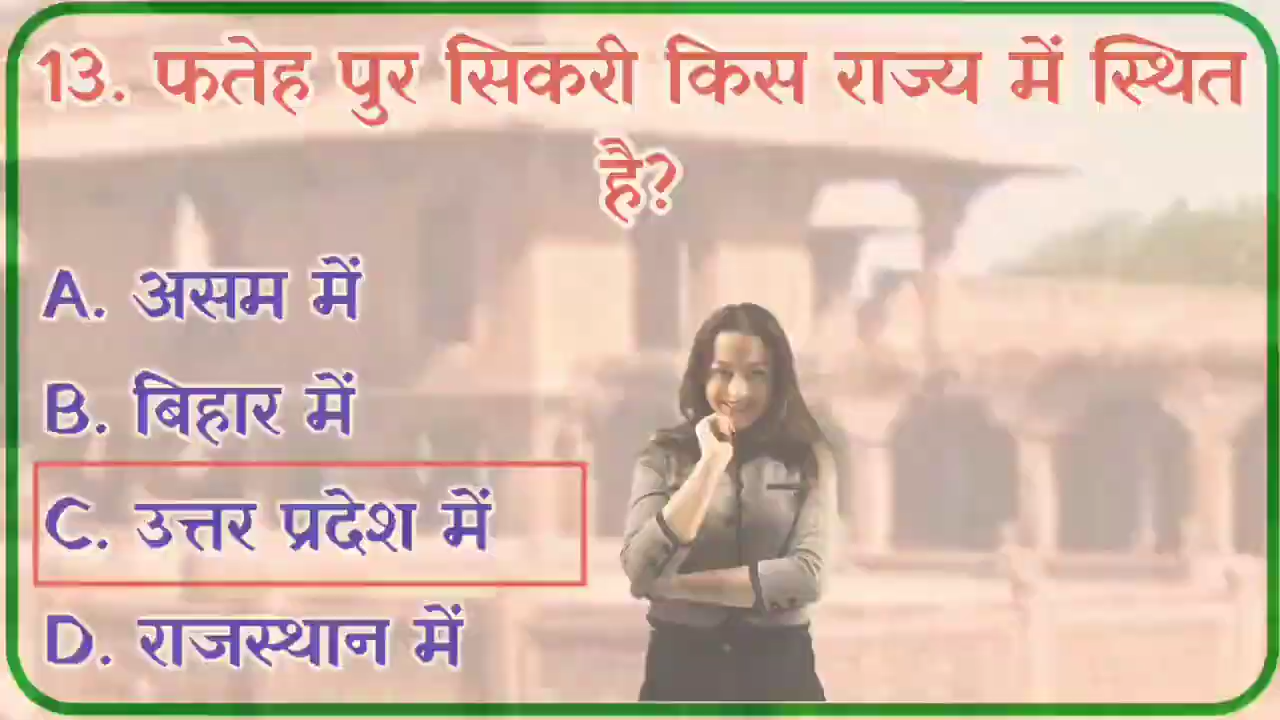 13. फतेह पुर सिकरी किस राज्य में स्थित
है?
A. असम में
B. बिहार में
C. उत्तर प्रदेश में
D. राजस्थान में